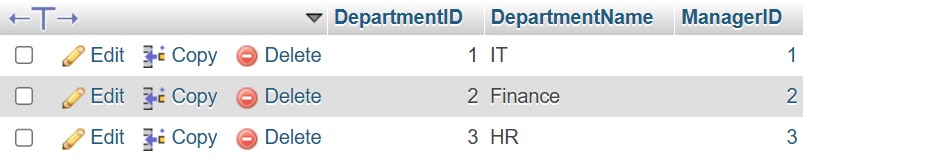 DepartmentID DepartmentName ManagerID
Edit Copy Delete 1 IT 1
Edit Copy Delete 2 Finance 2
Edit Copy Delete 3 HR 3